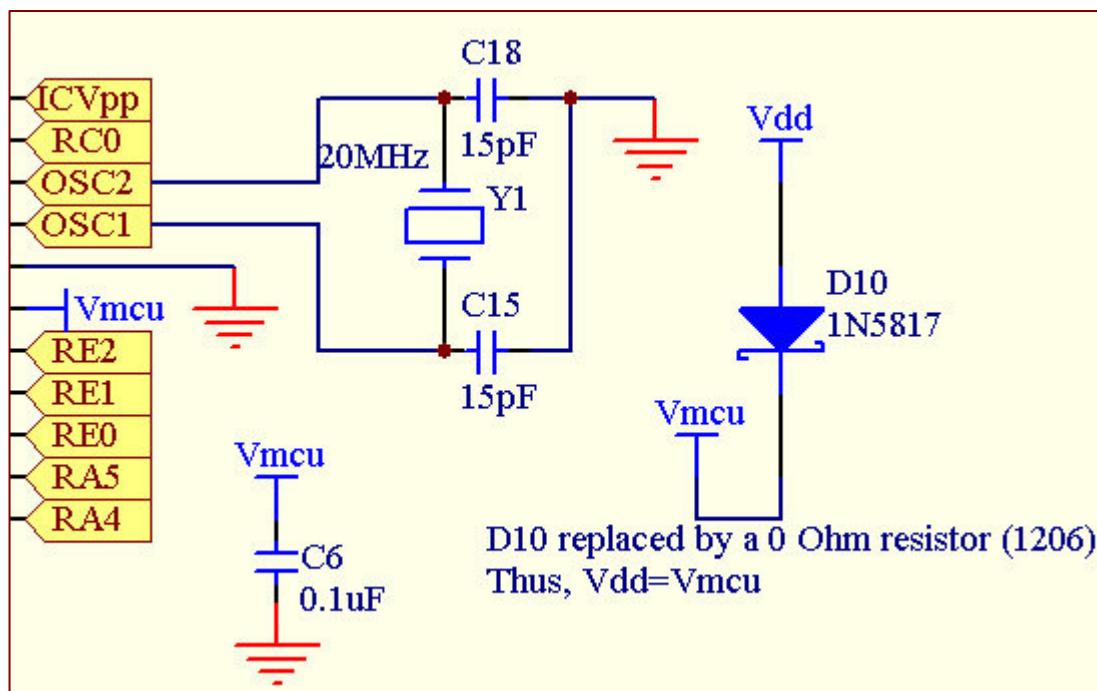 ICVpp
RC0
OSC2
OSC1
Vmcu
RE2
RE1
RE0
RA5
RA4
C18
15pF
20MHz
Y1
C15
15pF
Vmcu
C6
0.1uF
Vdd
D10
1N5817
Vmcu
D10 replaced by a 0 Ohm resistor (1206)
Thus, Vdd=Vmcu